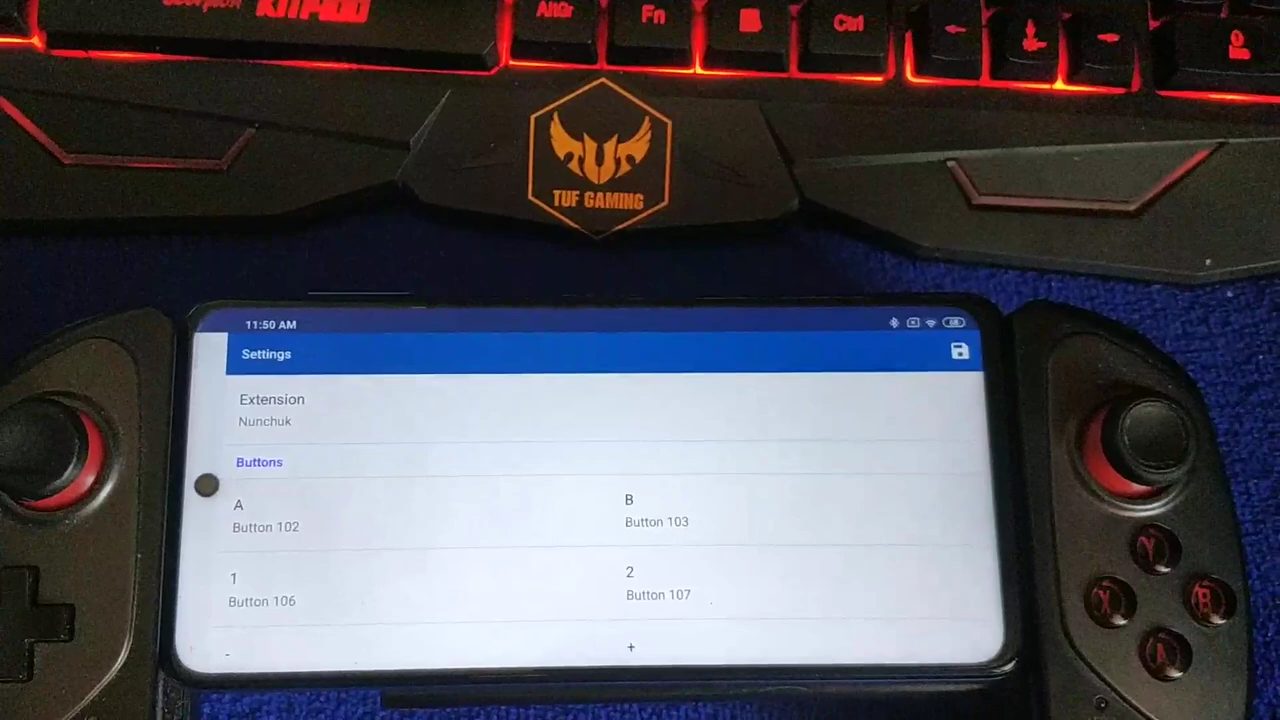 AltGr
Fn
Ctrl
TUF GAMING
11:50 AM
68
Settings
Extension
Nunchuk
Buttons
A
B
Button 102
Button 103
1
2
Button 106
Button 107
-
+
Y
X
B
A